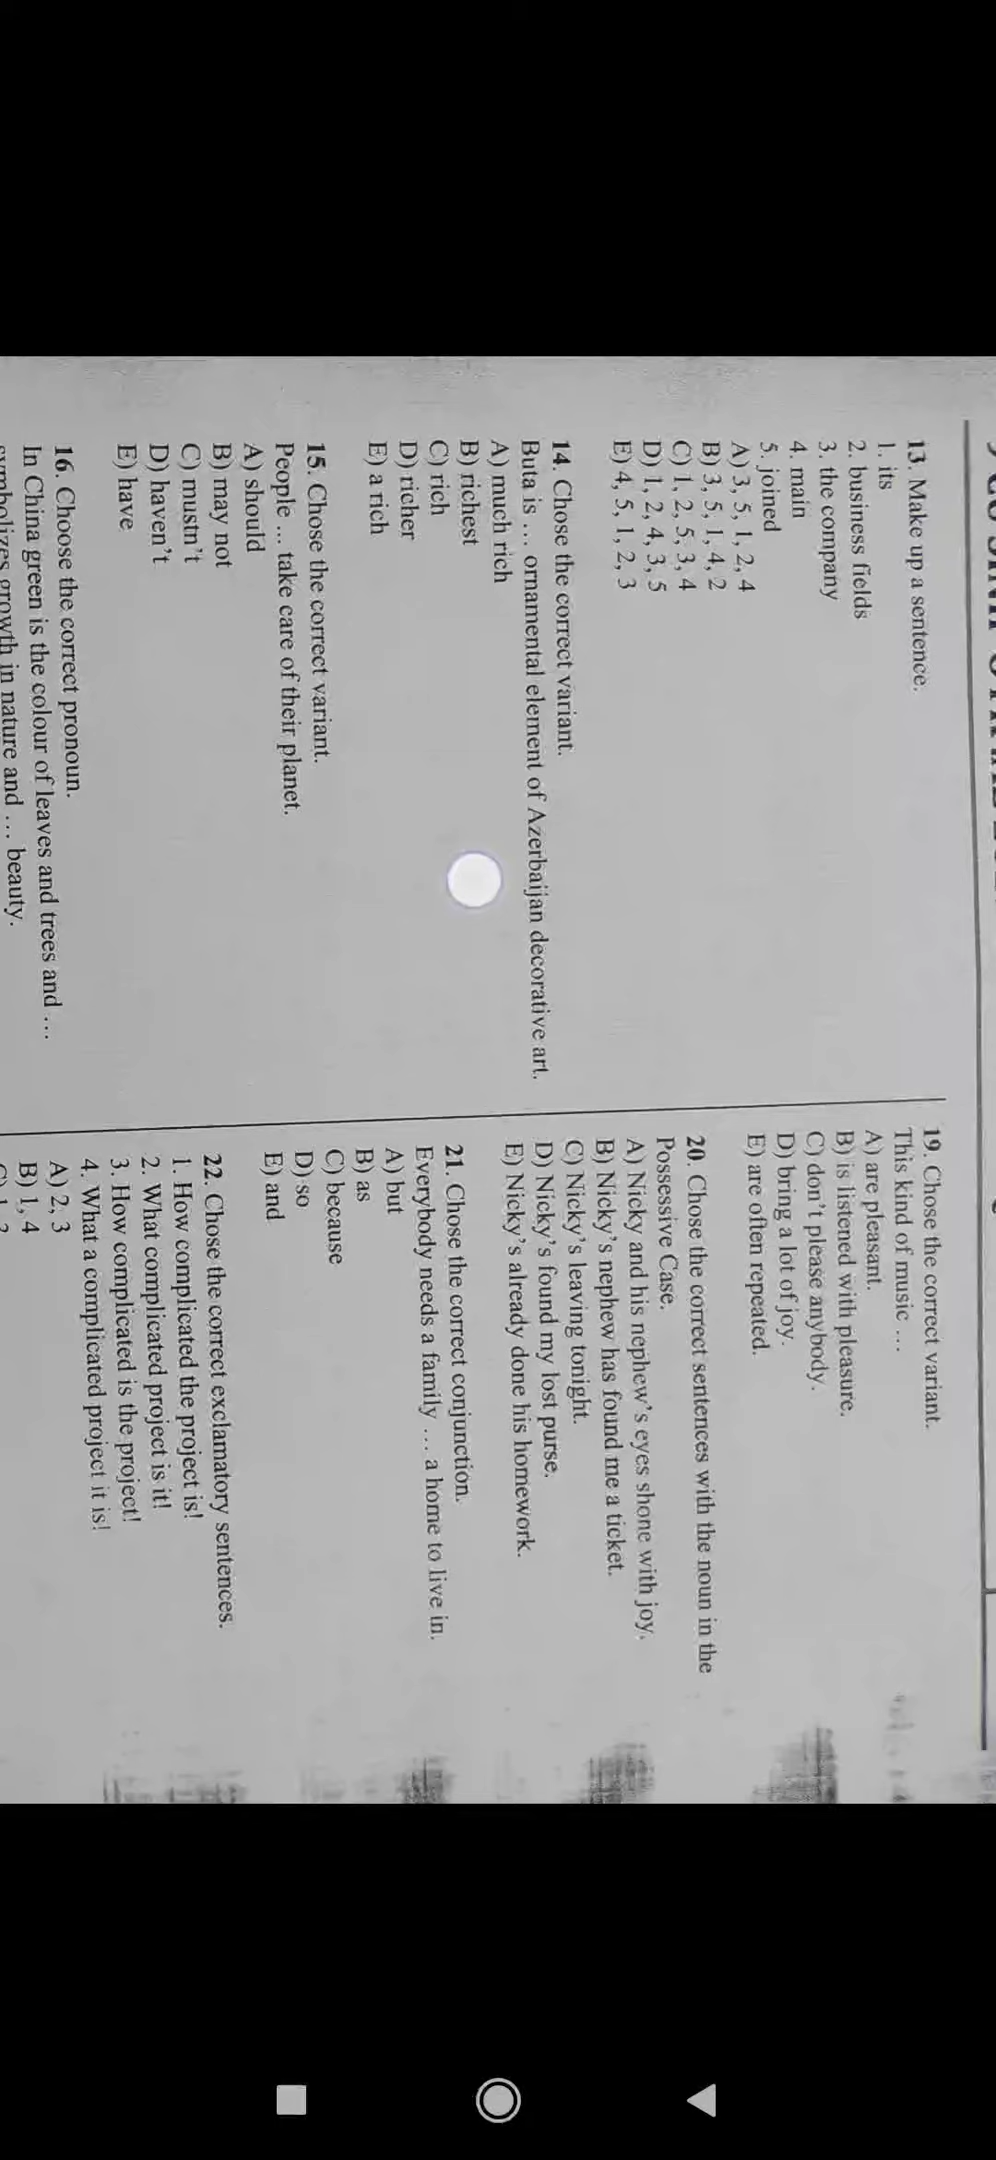 13. Make up a sentence.
1. its
2. business fields
3. the company
4. main
5. joined
A) 3, 5, 1, 2, 4
B) 3, 5, 1, 4, 2
C) 1, 2, 5, 3, 4
D) 1, 2, 4, 3, 5
E) 4, 5, 1, 2, 3
14. Chose the correct variant.
Buta is ... ornamental element of Azerbaijan decorative art.
A) much rich
B) richest
C) rich
D) richer
E) a rich
15. Chose the correct variant.
People ... take care of their planet.
A) should
B) may not
C) mustn't
D) haven't
E) have
16. Choose the correct pronoun.
In China green is the colour of leaves and trees and ...
symbolizes growth in nature and ... beauty.
19. Chose the correct variant.
This kind of music ...
A) are pleasant.
B) is listened with pleasure.
C) don't please anybody.
D) bring a lot of joy.
E) are often repeated.
20. Chose the correct sentences with the noun in the
Possessive Case.
A) Nicky and his nephew's eyes shone with joy.
B) Nicky's nephew has found me a ticket.
C) Nicky's leaving tonight.
D) Nicky's found my lost purse.
E) Nicky's already done his homework.
21. Chose the correct conjunction.
Everybody needs a family ... a home to live in.
A) but
B) as
C) because
D) so
E) and
22. Chose the correct exclamatory sentences.
1. How complicated the project is!
2. What complicated project is it!
3. How complicated is the project!
4. What a complicated project it is!
A) 2, 3
B) 1, 4